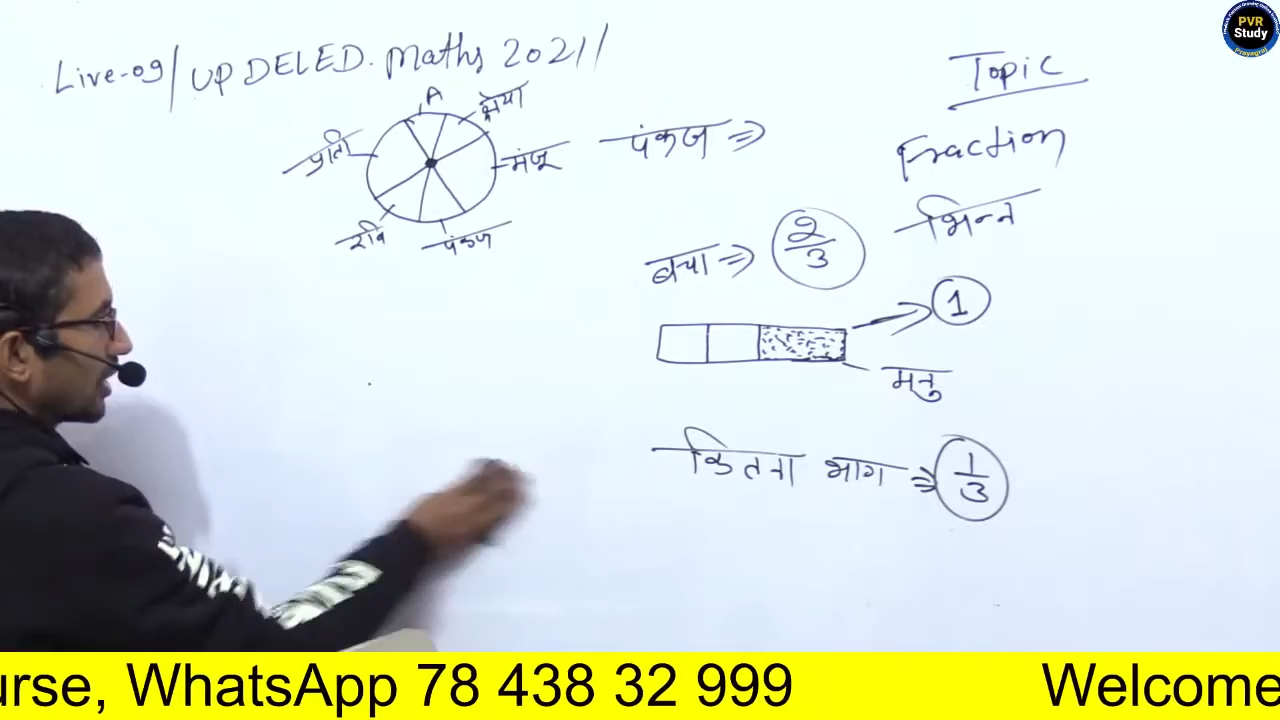 Live-09/ UP DELED. Maths 2021/
PVR
Study
Prayagraj
Topic
Fraction
भिन्न
A
श्रेया
मंजू
पंकज
रवि
प्रीती
पंकज ⇒
बचा ⇒ 2/3
1
मनु
कितना भाग ⇒ 1/3
urse, WhatsApp 78 438 32 999 Welcome